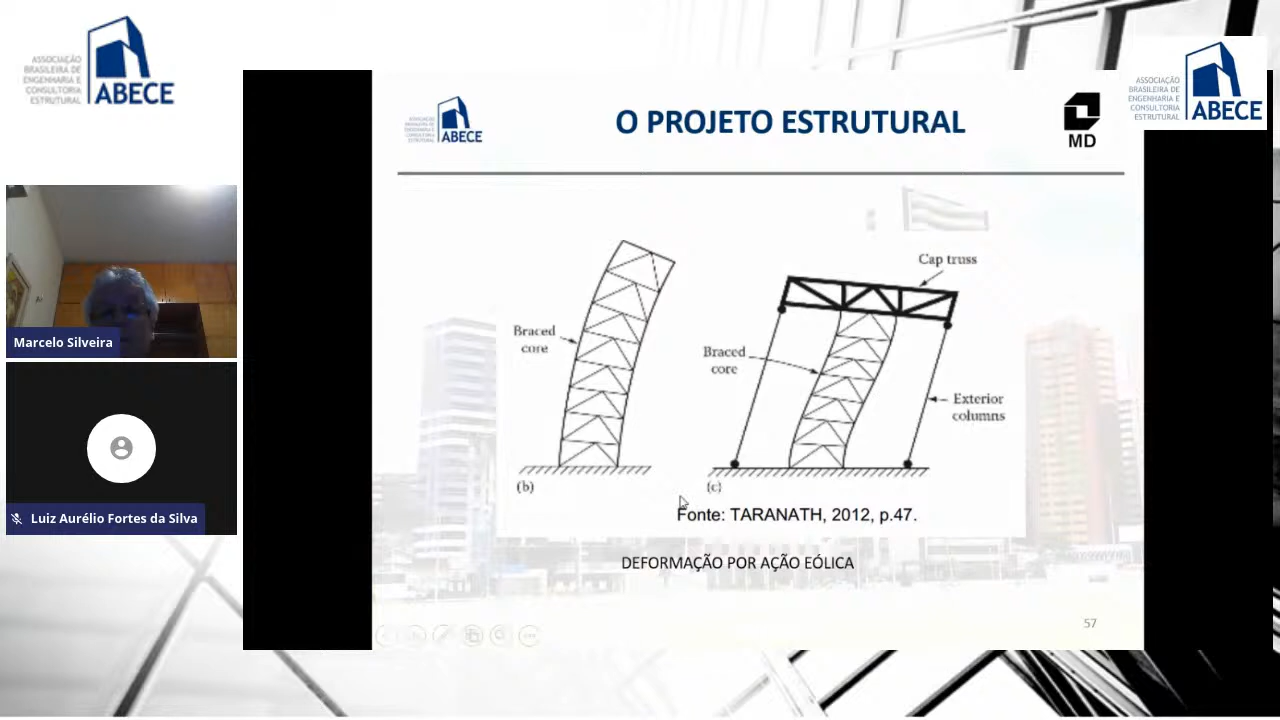 ASSOCIAÇÃO
BRASILEIRA DE
ENGENHARIA E
CONSULTORIA
ESTRUTURAL
ABECE
ASSOCIAÇÃO
BRASILEIRA DE
ENGENHARIA E
CONSULTORIA
ESTRUTURAL
ABECE
ABECE
O PROJETO ESTRUTURAL
MD
Marcelo Silveira
Luiz Aurélio Fortes da Silva
Braced
core
(b)
Cap truss
Braced
core
Exterior
columns
(c)
Fonte: TARANATH, 2012, p.47.
DEFORMAÇÃO POR AÇÃO EÓLICA
57